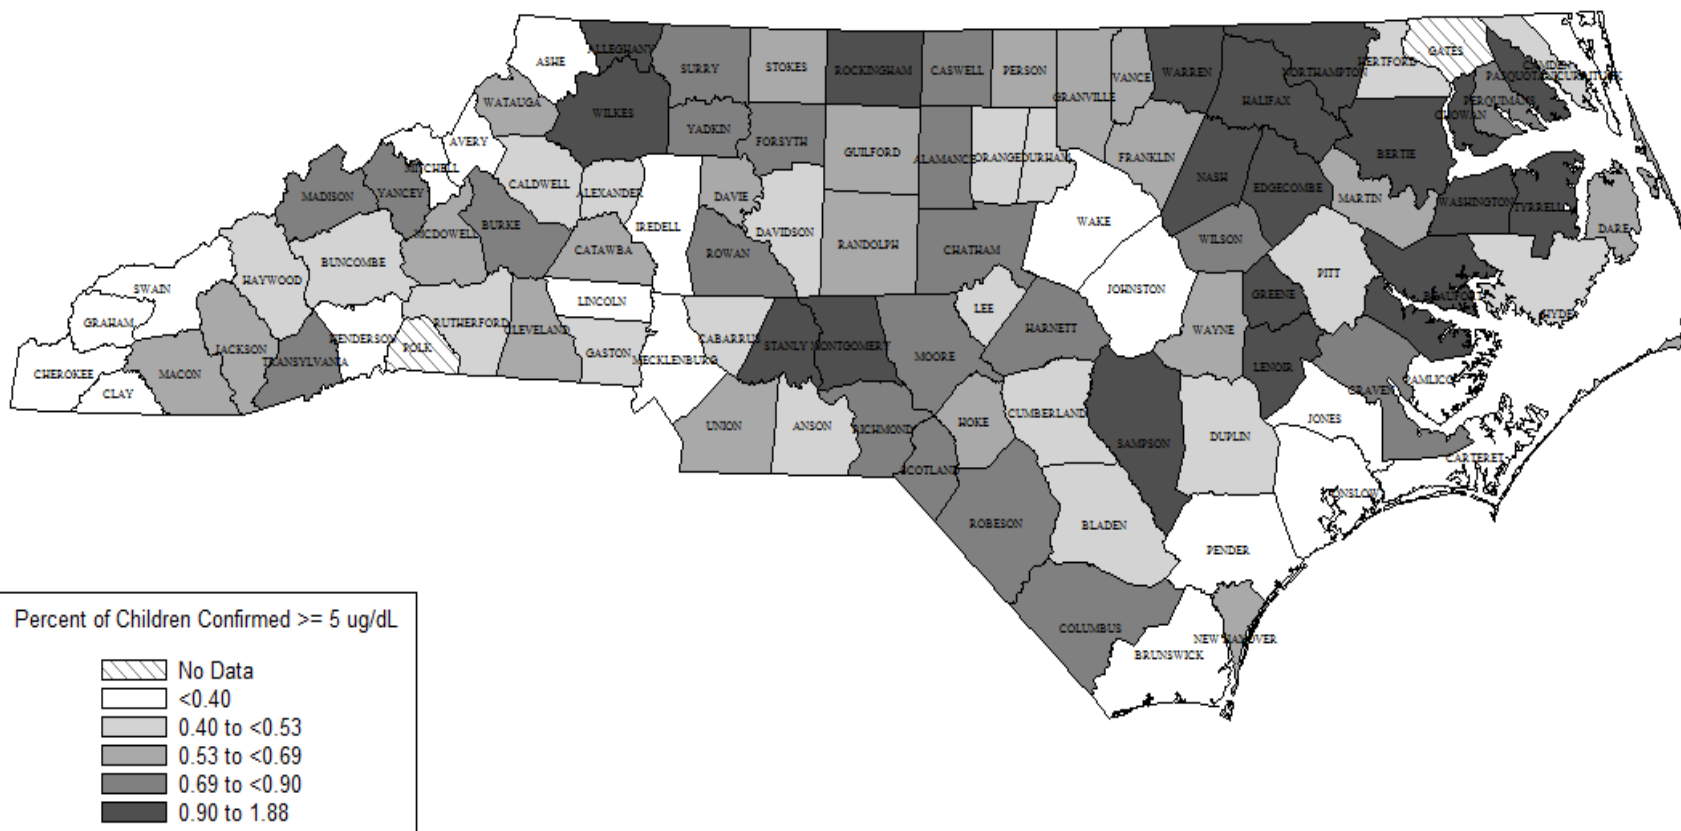 ASHE
ALLEGHANY
SURRY
STOKES
ROCKINGHAM
CASWELL
PERSON
GRANVILLE
VANCE
WARREN
NORTHAMPTON
HERTFORD
GATES
CAMDEN
PASQUOTANK
CURRITUCK
WATAUGA
WILKES
YADKIN
FORSYTH
GUILFORD
ALAMANCE
ORANGE
DURHAM
FRANKLIN
HALIFAX
BERTIE
CHOWAN
PERQUIMANS
AVERY
MITCHELL
CALDWELL
ALEXANDER
IREDELL
DAVIE
DAVIDSON
RANDOLPH
CHATHAM
WAKE
NASH
EDGECOMBE
MARTIN
WASHINGTON
TYRRELL
DARE
MADISON
YANCEY
MCDOWELL
BURKE
CATAWBA
ROWAN
WILSON
PITT
BEAUFORT
HYDE
SWAIN
HAYWOOD
BUNCOMBE
RUTHERFORD
CLEVELAND
LINCOLN
GASTON
MECKLENBURG
CABARRUS
STANLY
MONTGOMERY
MOORE
LEE
HARNETT
JOHNSTON
WAYNE
GREENE
LENOIR
CRAVEN
PAMLICO
GRAHAM
CHEROKEE
CLAY
MACON
JACKSON
TRANSYLVANIA
HENDERSON
POLK
UNION
ANSON
RICHMOND
SCOTLAND
HOKE
CUMBERLAND
SAMPSON
DUPLIN
JONES
CARTERET
ONSLOW
ROBESON
BLADEN
PENDER
COLUMBUS
BRUNSWICK
NEW HANOVER
Percent of Children Confirmed >= 5 ug/dL
No Data
<0.40
0.40 to <0.53
0.53 to <0.69
0.69 to <0.90
0.90 to 1.88